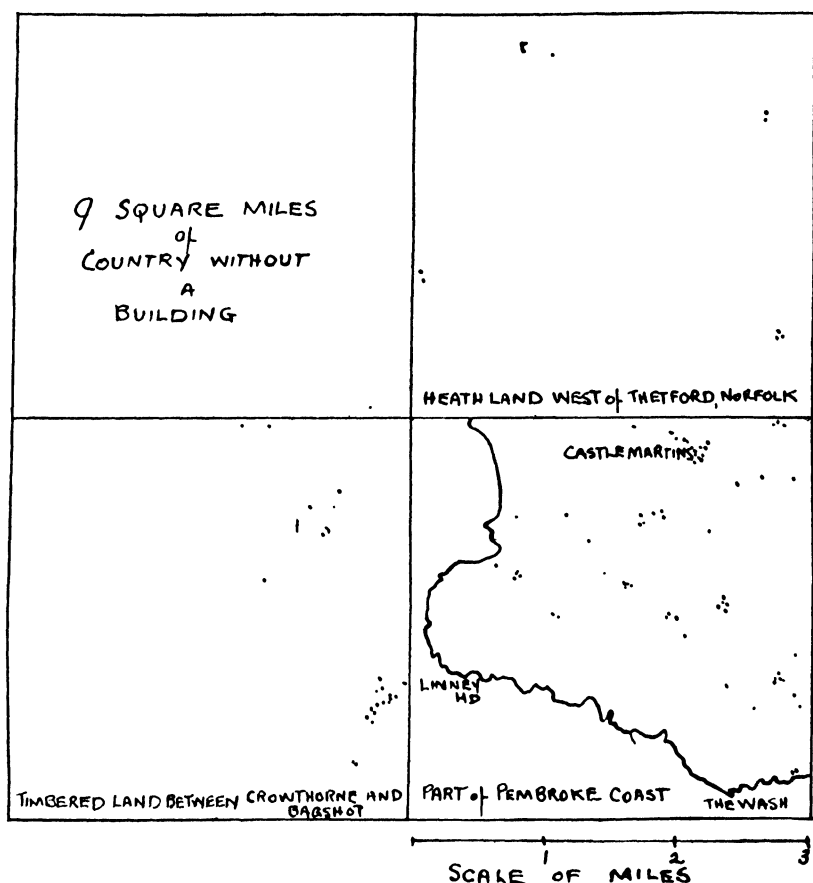 9 SQUARE MILES
of
COUNTRY WITHOUT
A
BUILDING
HEATH LAND WEST of THETFORD, NORFOLK
CASTLEMARTINS
LINNEY
HD
TIMBERED LAND BETWEEN CROWTHORNE AND
BAGSHOT
PART of PEMBROKE COAST
THE WASH
1 2 3
SCALE OF MILES